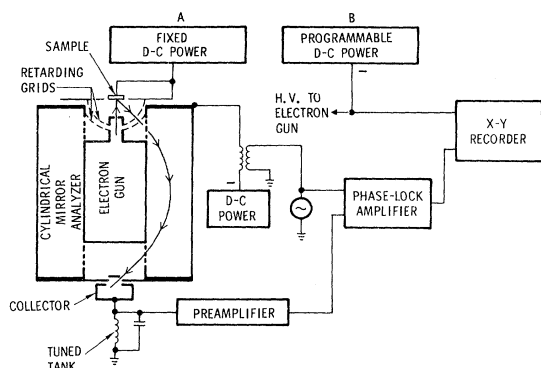 A
FIXED
D-C POWER
B
PROGRAMMABLE
D-C POWER
SAMPLE
RETARDING
GRIDS
H.V. TO
ELECTRON
GUN
X-Y
RECORDER
CYLINDRICAL
MIRROR
ANALYZER
ELECTRON
GUN
D-C
POWER
PHASE-LOCK
AMPLIFIER
COLLECTOR
PREAMPLIFIER
TUNED
TANK